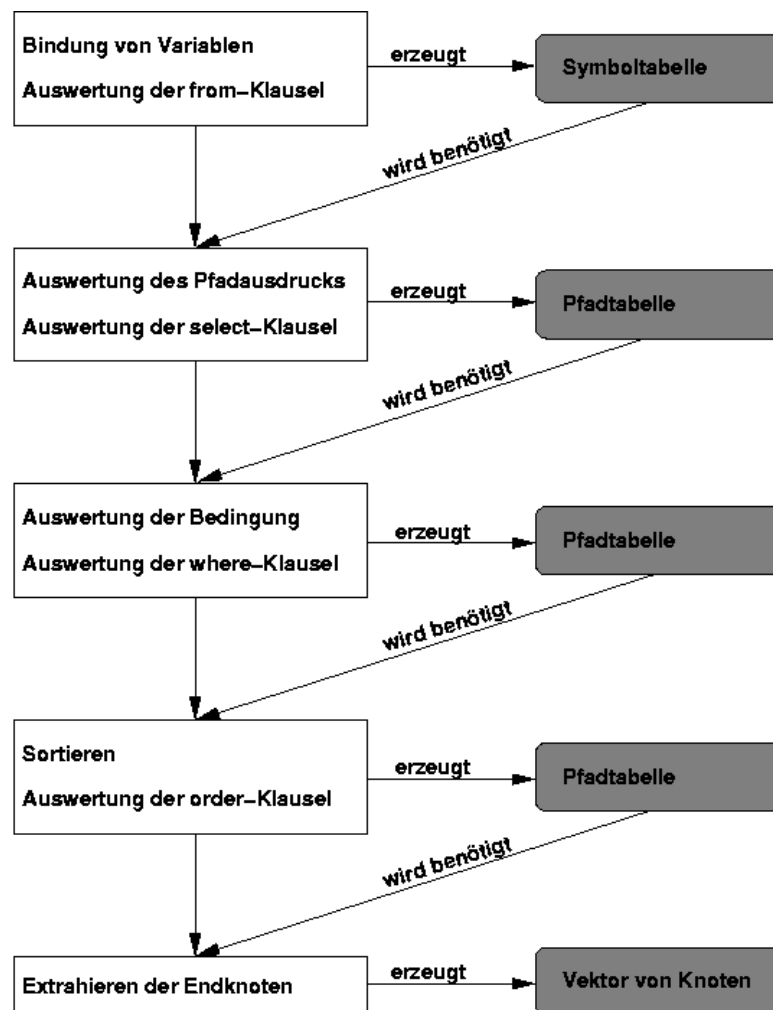 Bindung von Variablen
Auswertung der from–Klausel
erzeugt
Symboltabelle
wird benötigt
Auswertung des Pfadausdrucks
Auswertung der select–Klausel
erzeugt
Pfadtabelle
wird benötigt
Auswertung der Bedingung
Auswertung der where–Klausel
erzeugt
Pfadtabelle
wird benötigt
Sortieren
Auswertung der order–Klausel
erzeugt
Pfadtabelle
wird benötigt
Extrahieren der Endknoten
erzeugt
Vektor von Knoten